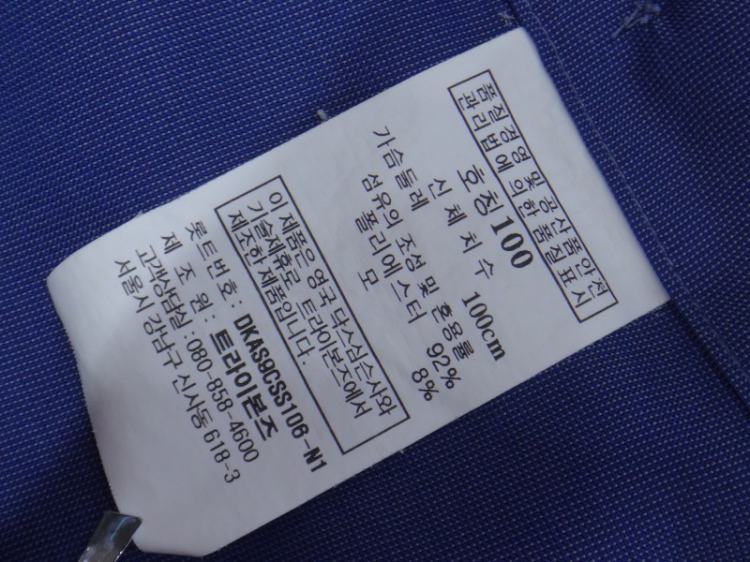 품질경영 및 공산품안전
관리법에 의한 품질표시
호칭 100
신체치수
가슴둘레 100cm
섬유의 조성 및 혼용률
폴리에스터 92%
모 8%
이 제품은 영국 닥스심슨사와
기술제휴로 트라이본즈에서
제조한 제품입니다.
롯트번호: DKAS9CSS106-N1
제 조 원: 트라이본즈
고객상담실: 080-858-4600
서울시 강남구 신사동 618-3